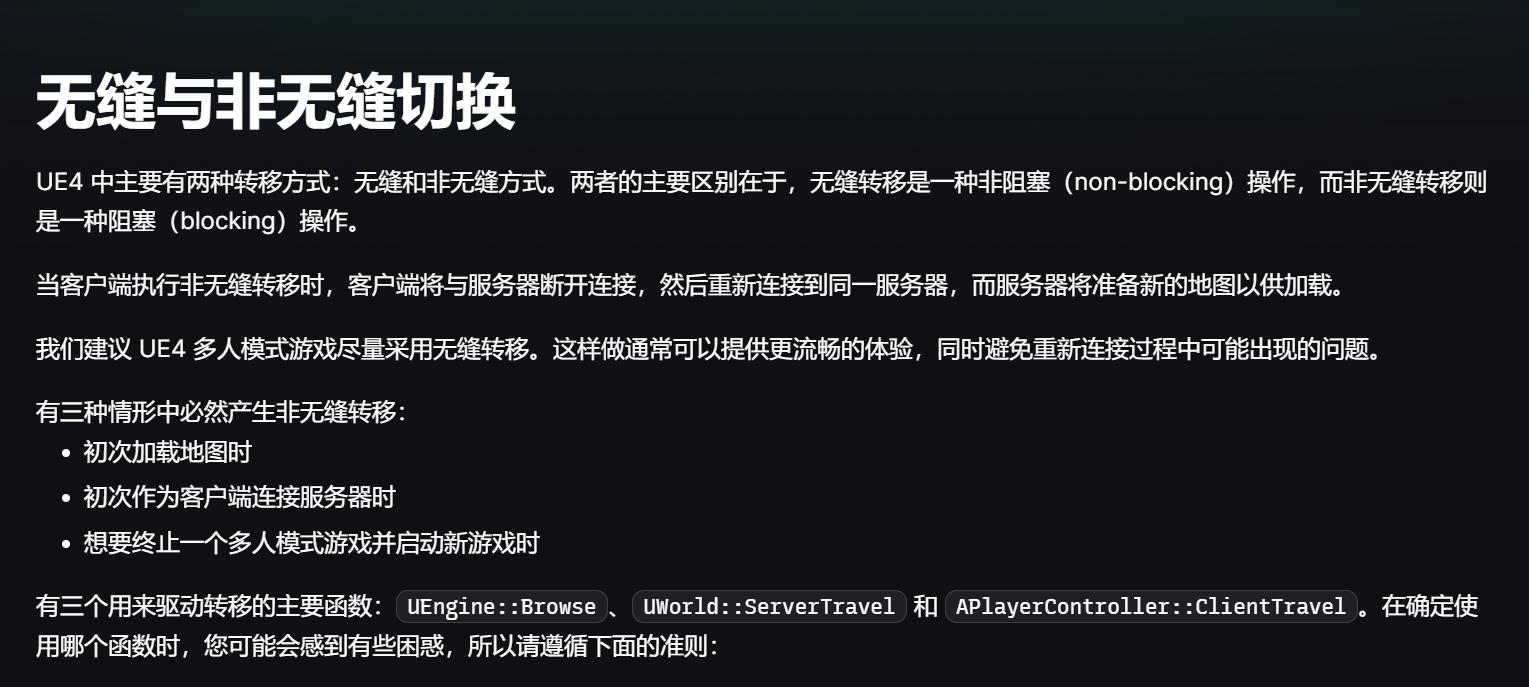 无缝与非无缝切换
UE4 中主要有两种转移方式：无缝和非无缝方式。两者的主要区别在于，无缝转移是一种非阻塞（non-blocking）操作，而非无缝转移则
是一种阻塞（blocking）操作。
当客户端执行非无缝转移时，客户端将与服务器断开连接，然后重新连接到同一服务器，而服务器将准备新的地图以供加载。
我们建议 UE4 多人模式游戏尽量采用无缝转移。这样做通常可以提供更流畅的体验，同时避免重新连接过程中可能出现的问题。
有三种情形中必然产生非无缝转移：
• 初次加载地图时
• 初次作为客户端连接服务器时
• 想要终止一个多人模式游戏并启动新游戏时
有三个用来驱动转移的主要函数： UEngine::Browse 、 UWorld::ServerTravel 和 APlayerController::ClientTravel 。在确定使
用哪个函数时，您可能会感到有些困惑，所以请遵循下面的准则：